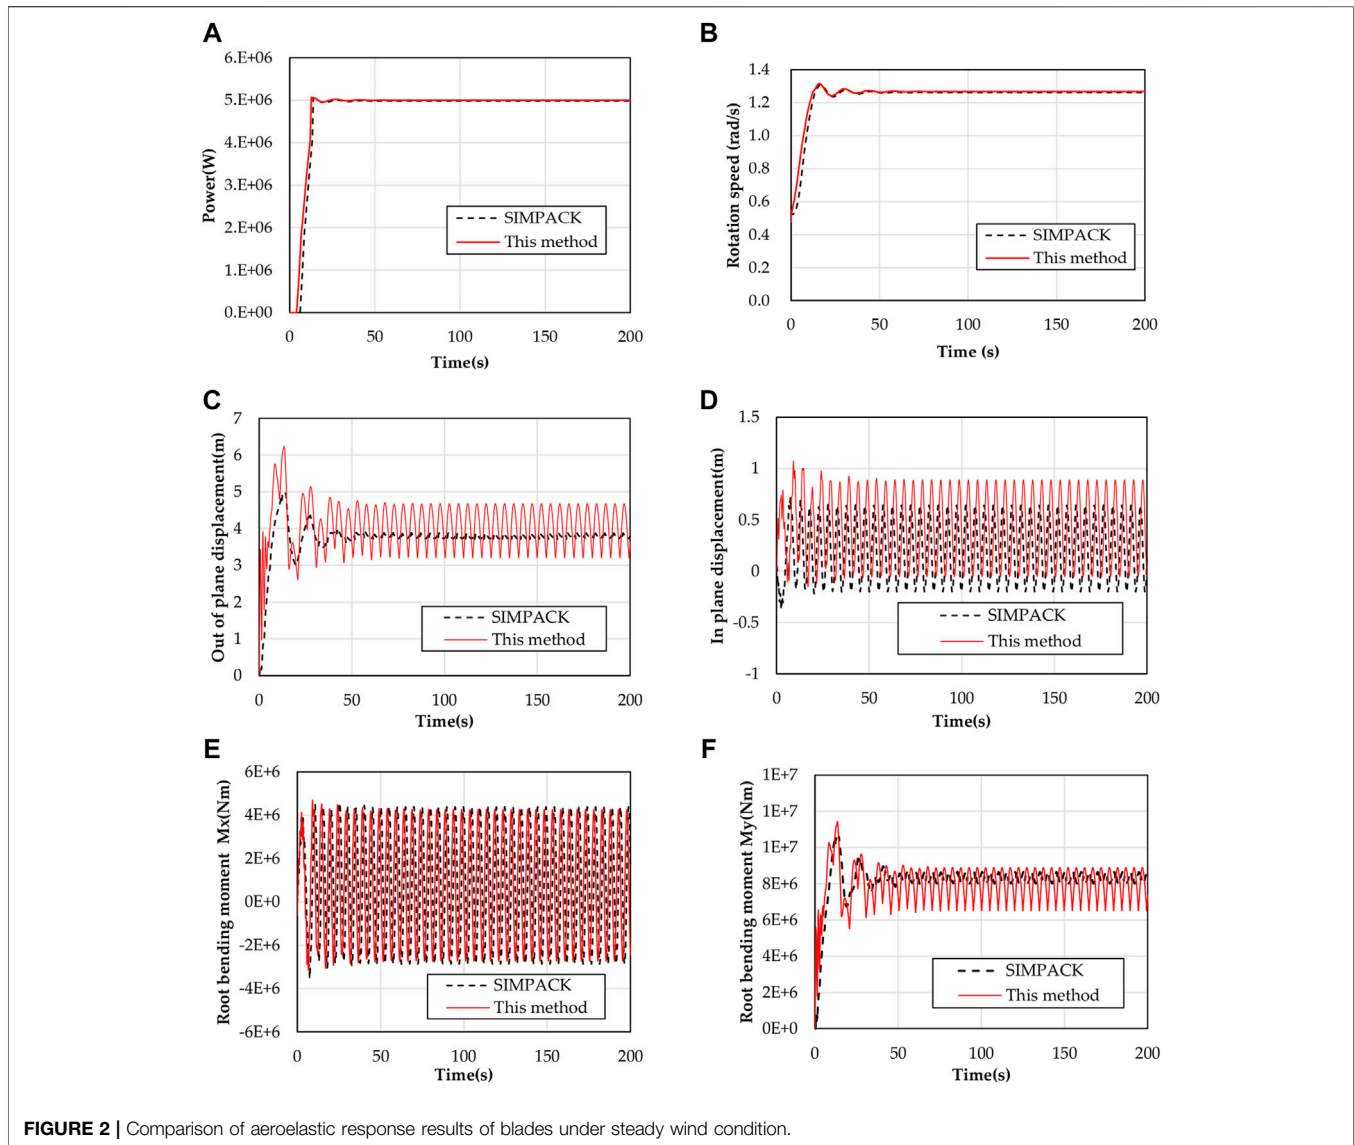 A
6.E+06
5.E+06
4.E+06
3.E+06
2.E+06
1.E+06
0.E+00
Power(W)
SIMPACK
This method
0 50 100 150 200
Time(s)
B
1.4
1.2
1.0
0.8
0.6
0.4
0.2
0.0
Rotation speed (rad/s)
SIMPACK
This method
0 50 100 150 200
Time (s)
C
7
6
5
4
3
2
1
0
Out of plane displacement(m)
SIMPACK
This method
0 50 100 150 200
Time(s)
D
1.5
1
0.5
0
-0.5
-1
In plane displacement(m)
SIMPACK
This method
0 50 100 150 200
Time(s)
E
6E+6
4E+6
2E+6
0E+0
-2E+6
-4E+6
-6E+6
Root bending moment Mx(Nm)
SIMPACK
This method
0 50 100 150 200
Time(s)
F
1E+7
1E+7
1E+7
8E+6
6E+6
4E+6
2E+6
0E+0
Root bending moment My(Nm)
SIMPACK
This method
0 50 100 150 200
Time(s)
FIGURE 2 | Comparison of aeroelastic response results of blades under steady wind condition.